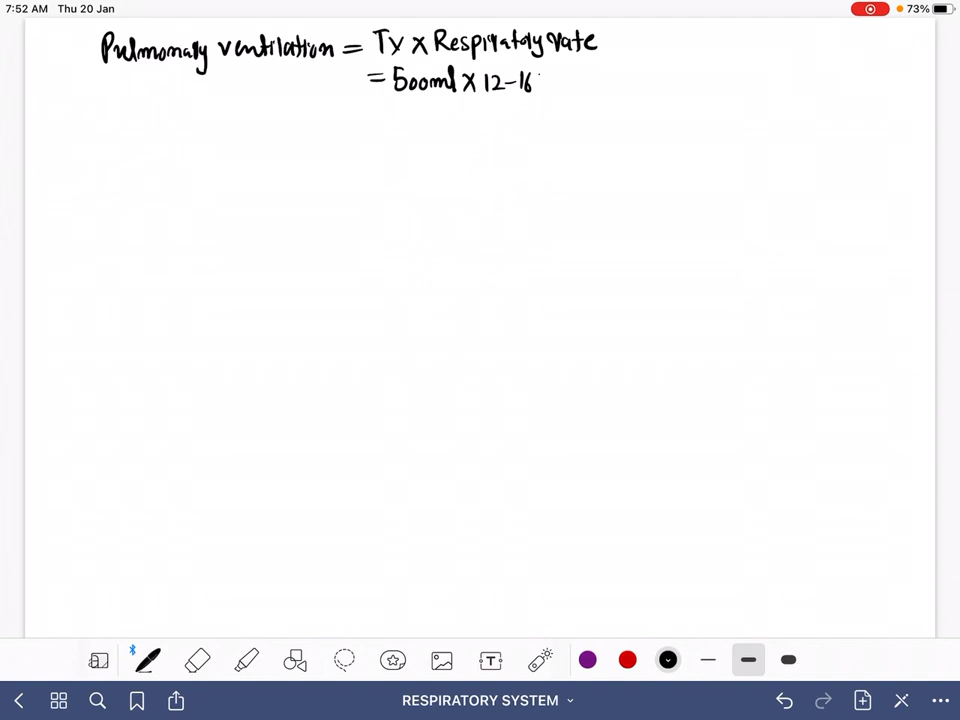 7:52 AM Thu 20 Jan
73%
Pulmonary ventilation = Tv x Respiratory rate
= 500ml x 12-16
T
RESPIRATORY SYSTEM